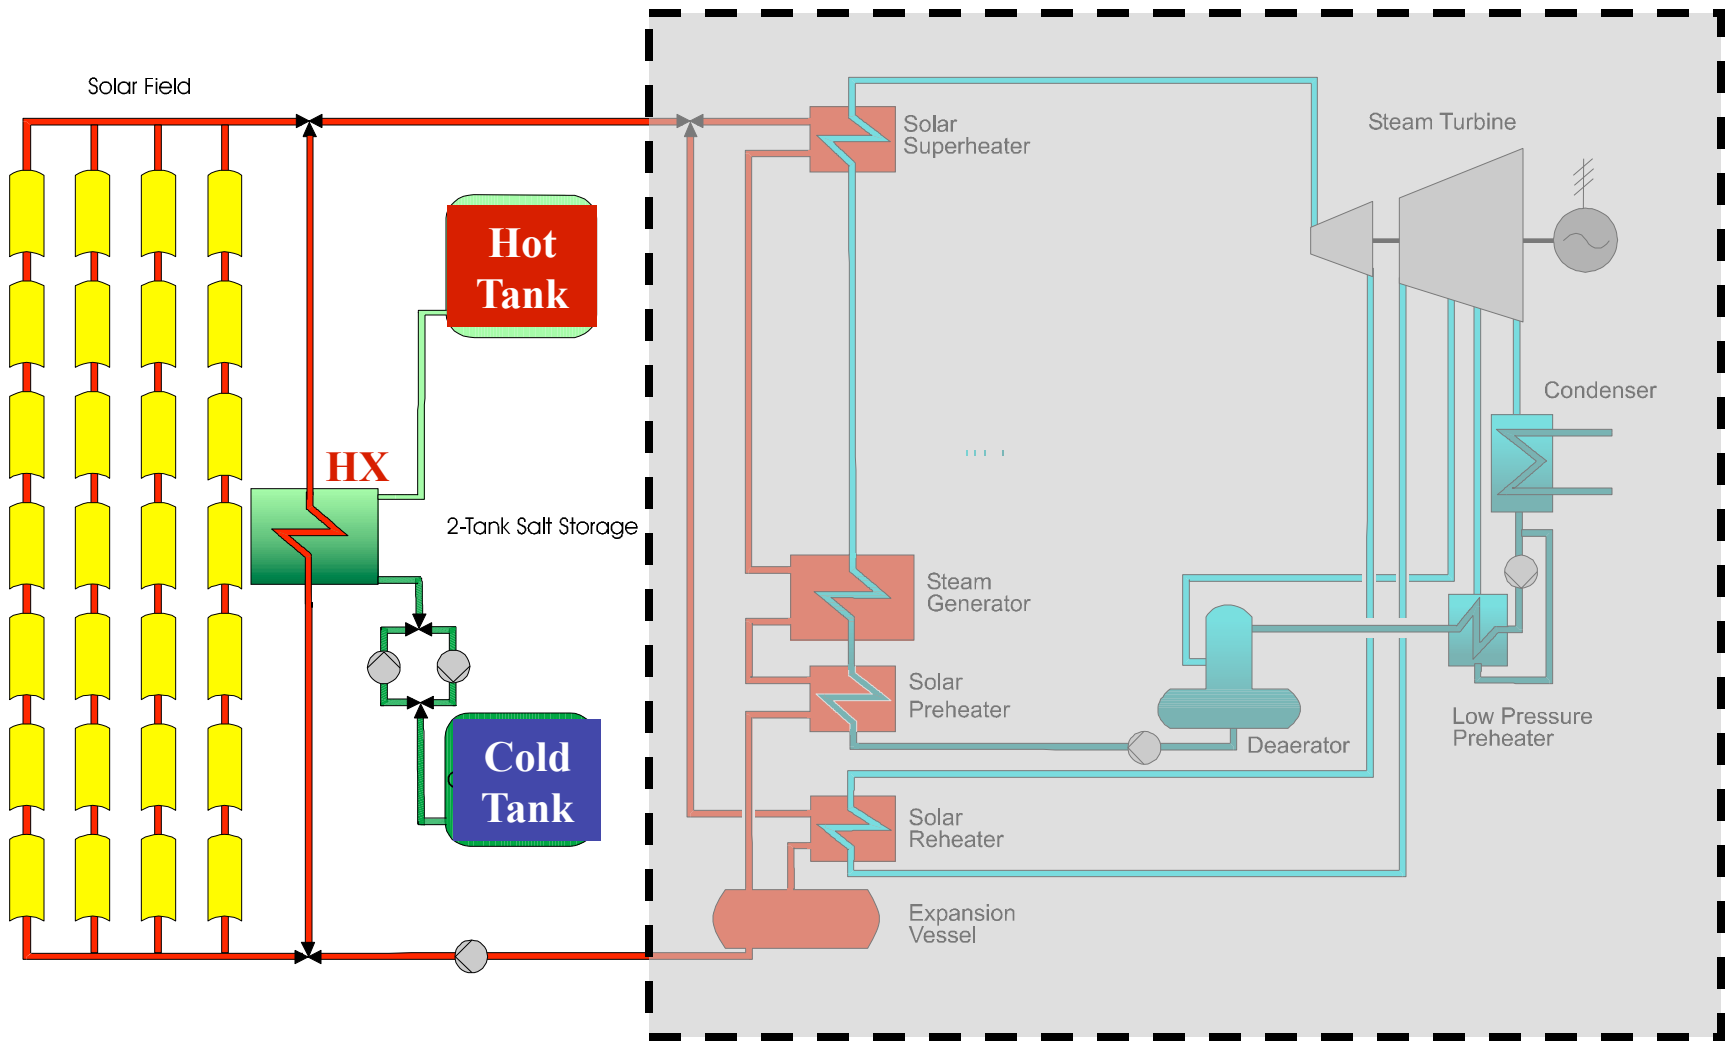 Solar Field
Hot
Tank
HX
2-Tank Salt Storage
Cold
Tank
Solar
Superheater
Steam Turbine
Condenser
Steam
Generator
Solar
Preheater
Deaerator
Low Pressure
Preheater
Solar
Reheater
Expansion
Vessel